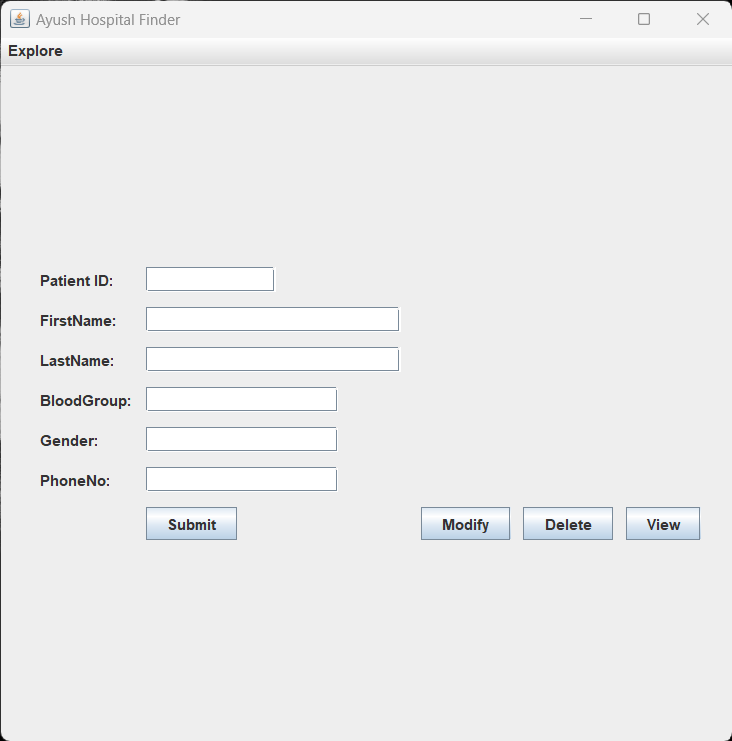 Ayush Hospital Finder
Explore
Patient ID:
FirstName:
LastName:
BloodGroup:
Gender:
PhoneNo:
Submit Modify Delete View